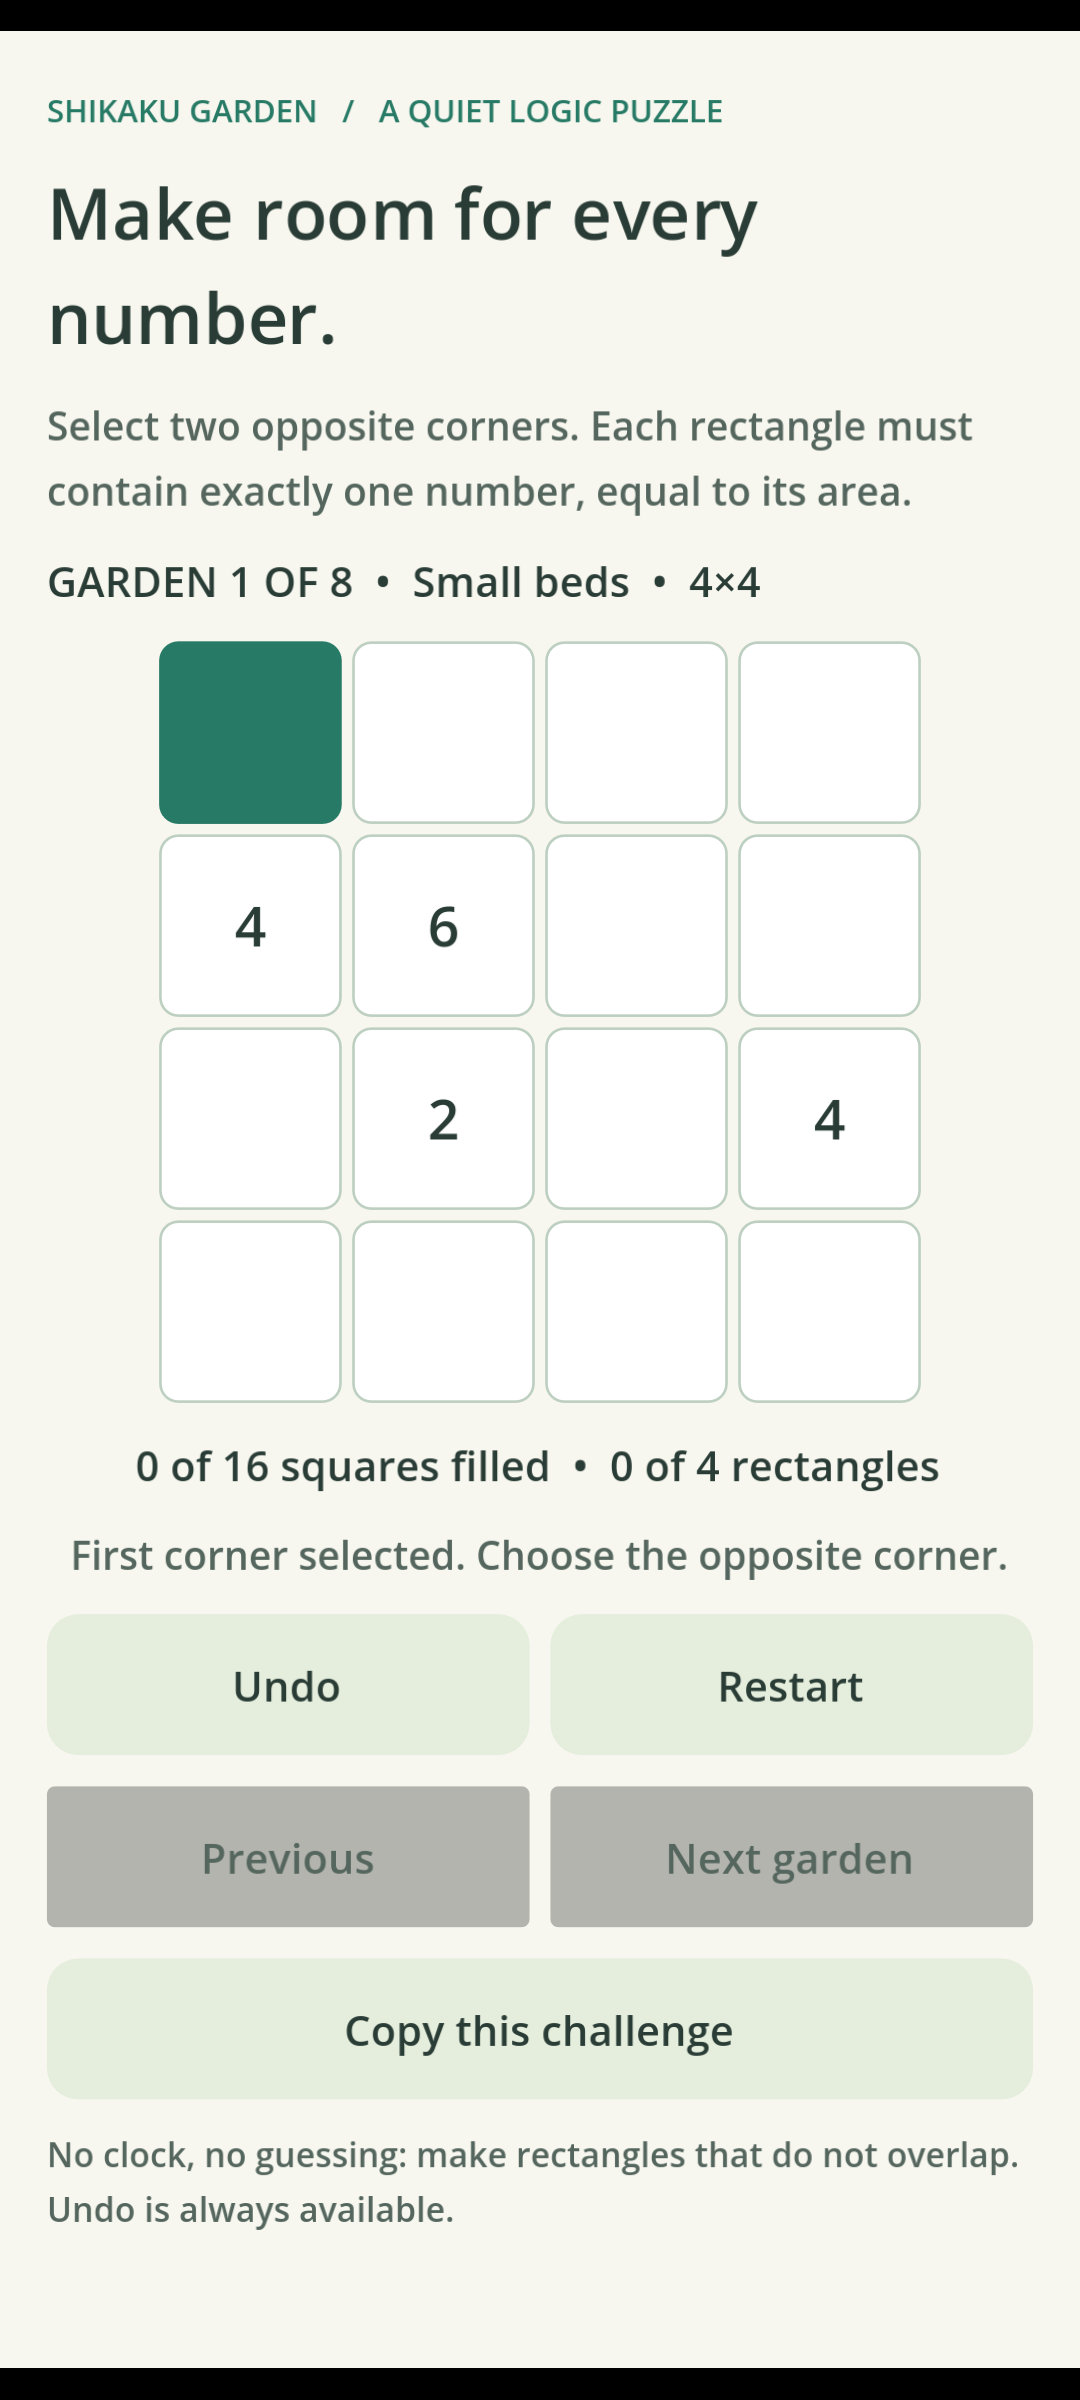 SHIKAKU GARDEN / A QUIET LOGIC PUZZLE
Make room for every
number.
Select two opposite corners. Each rectangle must
contain exactly one number, equal to its area.
GARDEN 1 OF 8 • Small beds • 4×4
4 6
2 4
0 of 16 squares filled • 0 of 4 rectangles
First corner selected. Choose the opposite corner.
Undo Restart
Previous Next garden
Copy this challenge
No clock, no guessing: make rectangles that do not overlap.
Undo is always available.